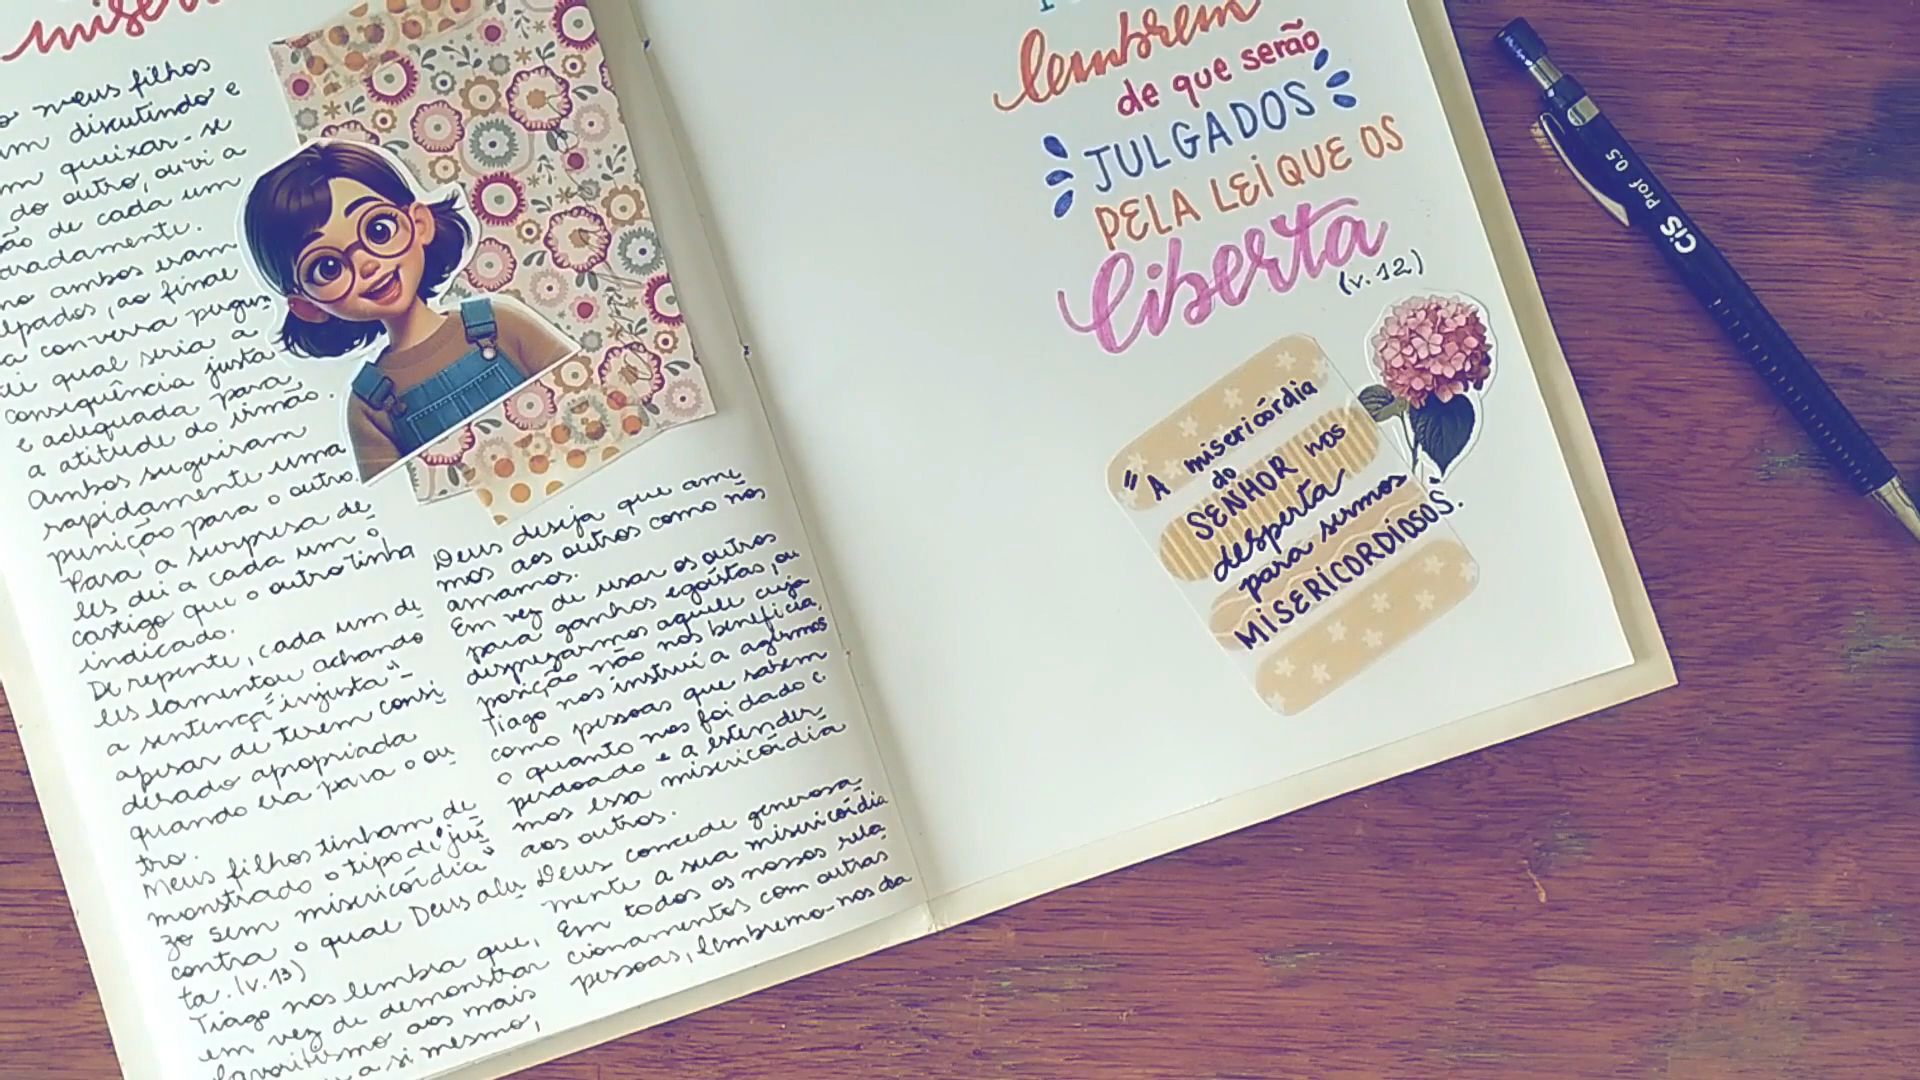 meus filhos
discutindo e
queixar-se
do outro, ouvi a
de cada um
ambos eram
ao final
a conversa pergun
qual seria a
consequência justa
e adequada para
a atitude do irmão.
Ambos sugeriram
rapidamente uma
punição para o outro.
Para a surpresa de
les dei a cada um o
castigo que o outro tinha
indicado.
De repente, cada um de
les lamentou achando
a sentença "injusta"
apesar de terem consi
derado apropriada
quando era para o ou
tro.
Meus filhos tinham de
monstrado o tipo de juí
zo sem misericórdia
contra o qual Deus aler
ta. (v.13)
Tiago nos lembra que,
em vez de demonstrar
favoritismo aos mais
a si mesmo,
Deus deseja que ame
mos aos outros como nos
amamos.
Em vez de usar os outros
para ganhos egoístas, ou
desprezarmos aquele cuja
posição não nos beneficia,
Tiago nos instrui a agirmos
como pessoas que sabem
o quanto nos foi dado e
perdoado e a estender
mos essa misericórdia
aos outros.
Deus concede generosa
mente a sua misericórdia
Em todos os nossos rela
cionamentos com outras
pessoas, lembremo-nos da
lembrem
de que serão
JULGADOS
PELA LEI QUE OS
liberta
(v.12)
"A misericórdia
do
SENHOR nos
desperta
para sermos
MISERICORDIOSOS.
CiS Prof 0.5